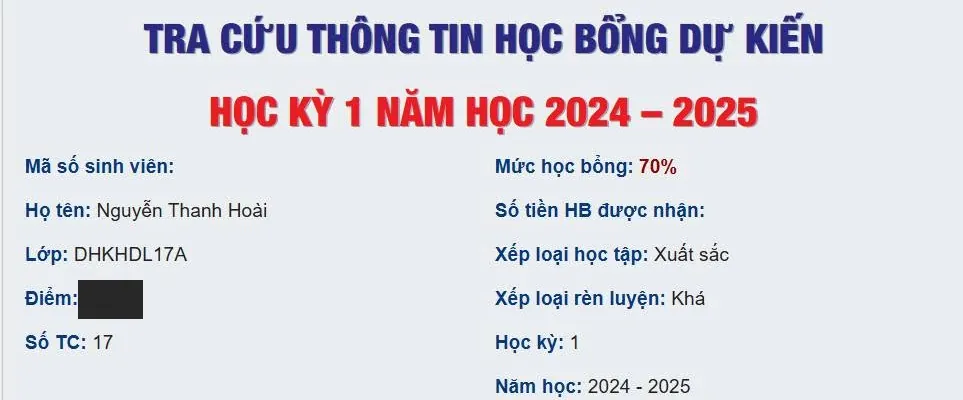 TRA CỨU THÔNG TIN HỌC BỔNG DỰ KIẾN
HỌC KỲ 1 NĂM HỌC 2024 – 2025
Mã số sinh viên:
Họ tên: Nguyễn Thanh Hoài
Lớp: DHKHDL17A
Điểm:
Số TC: 17
Mức học bổng: 70%
Số tiền HB được nhận:
Xếp loại học tập: Xuất sắc
Xếp loại rèn luyện: Khá
Học kỳ: 1
Năm học: 2024 - 2025